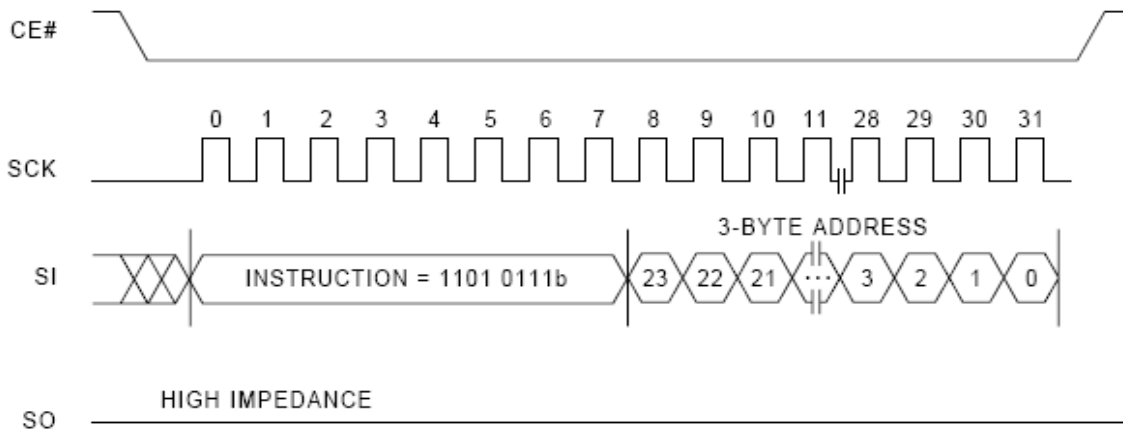 CE#
0 1 2 3 4 5 6 7 8 9 10 11 28 29 30 31
SCK
3-BYTE ADDRESS
SI INSTRUCTION = 1101 0111b 23 22 21 ... 3 2 1 0
HIGH IMPEDANCE
SO